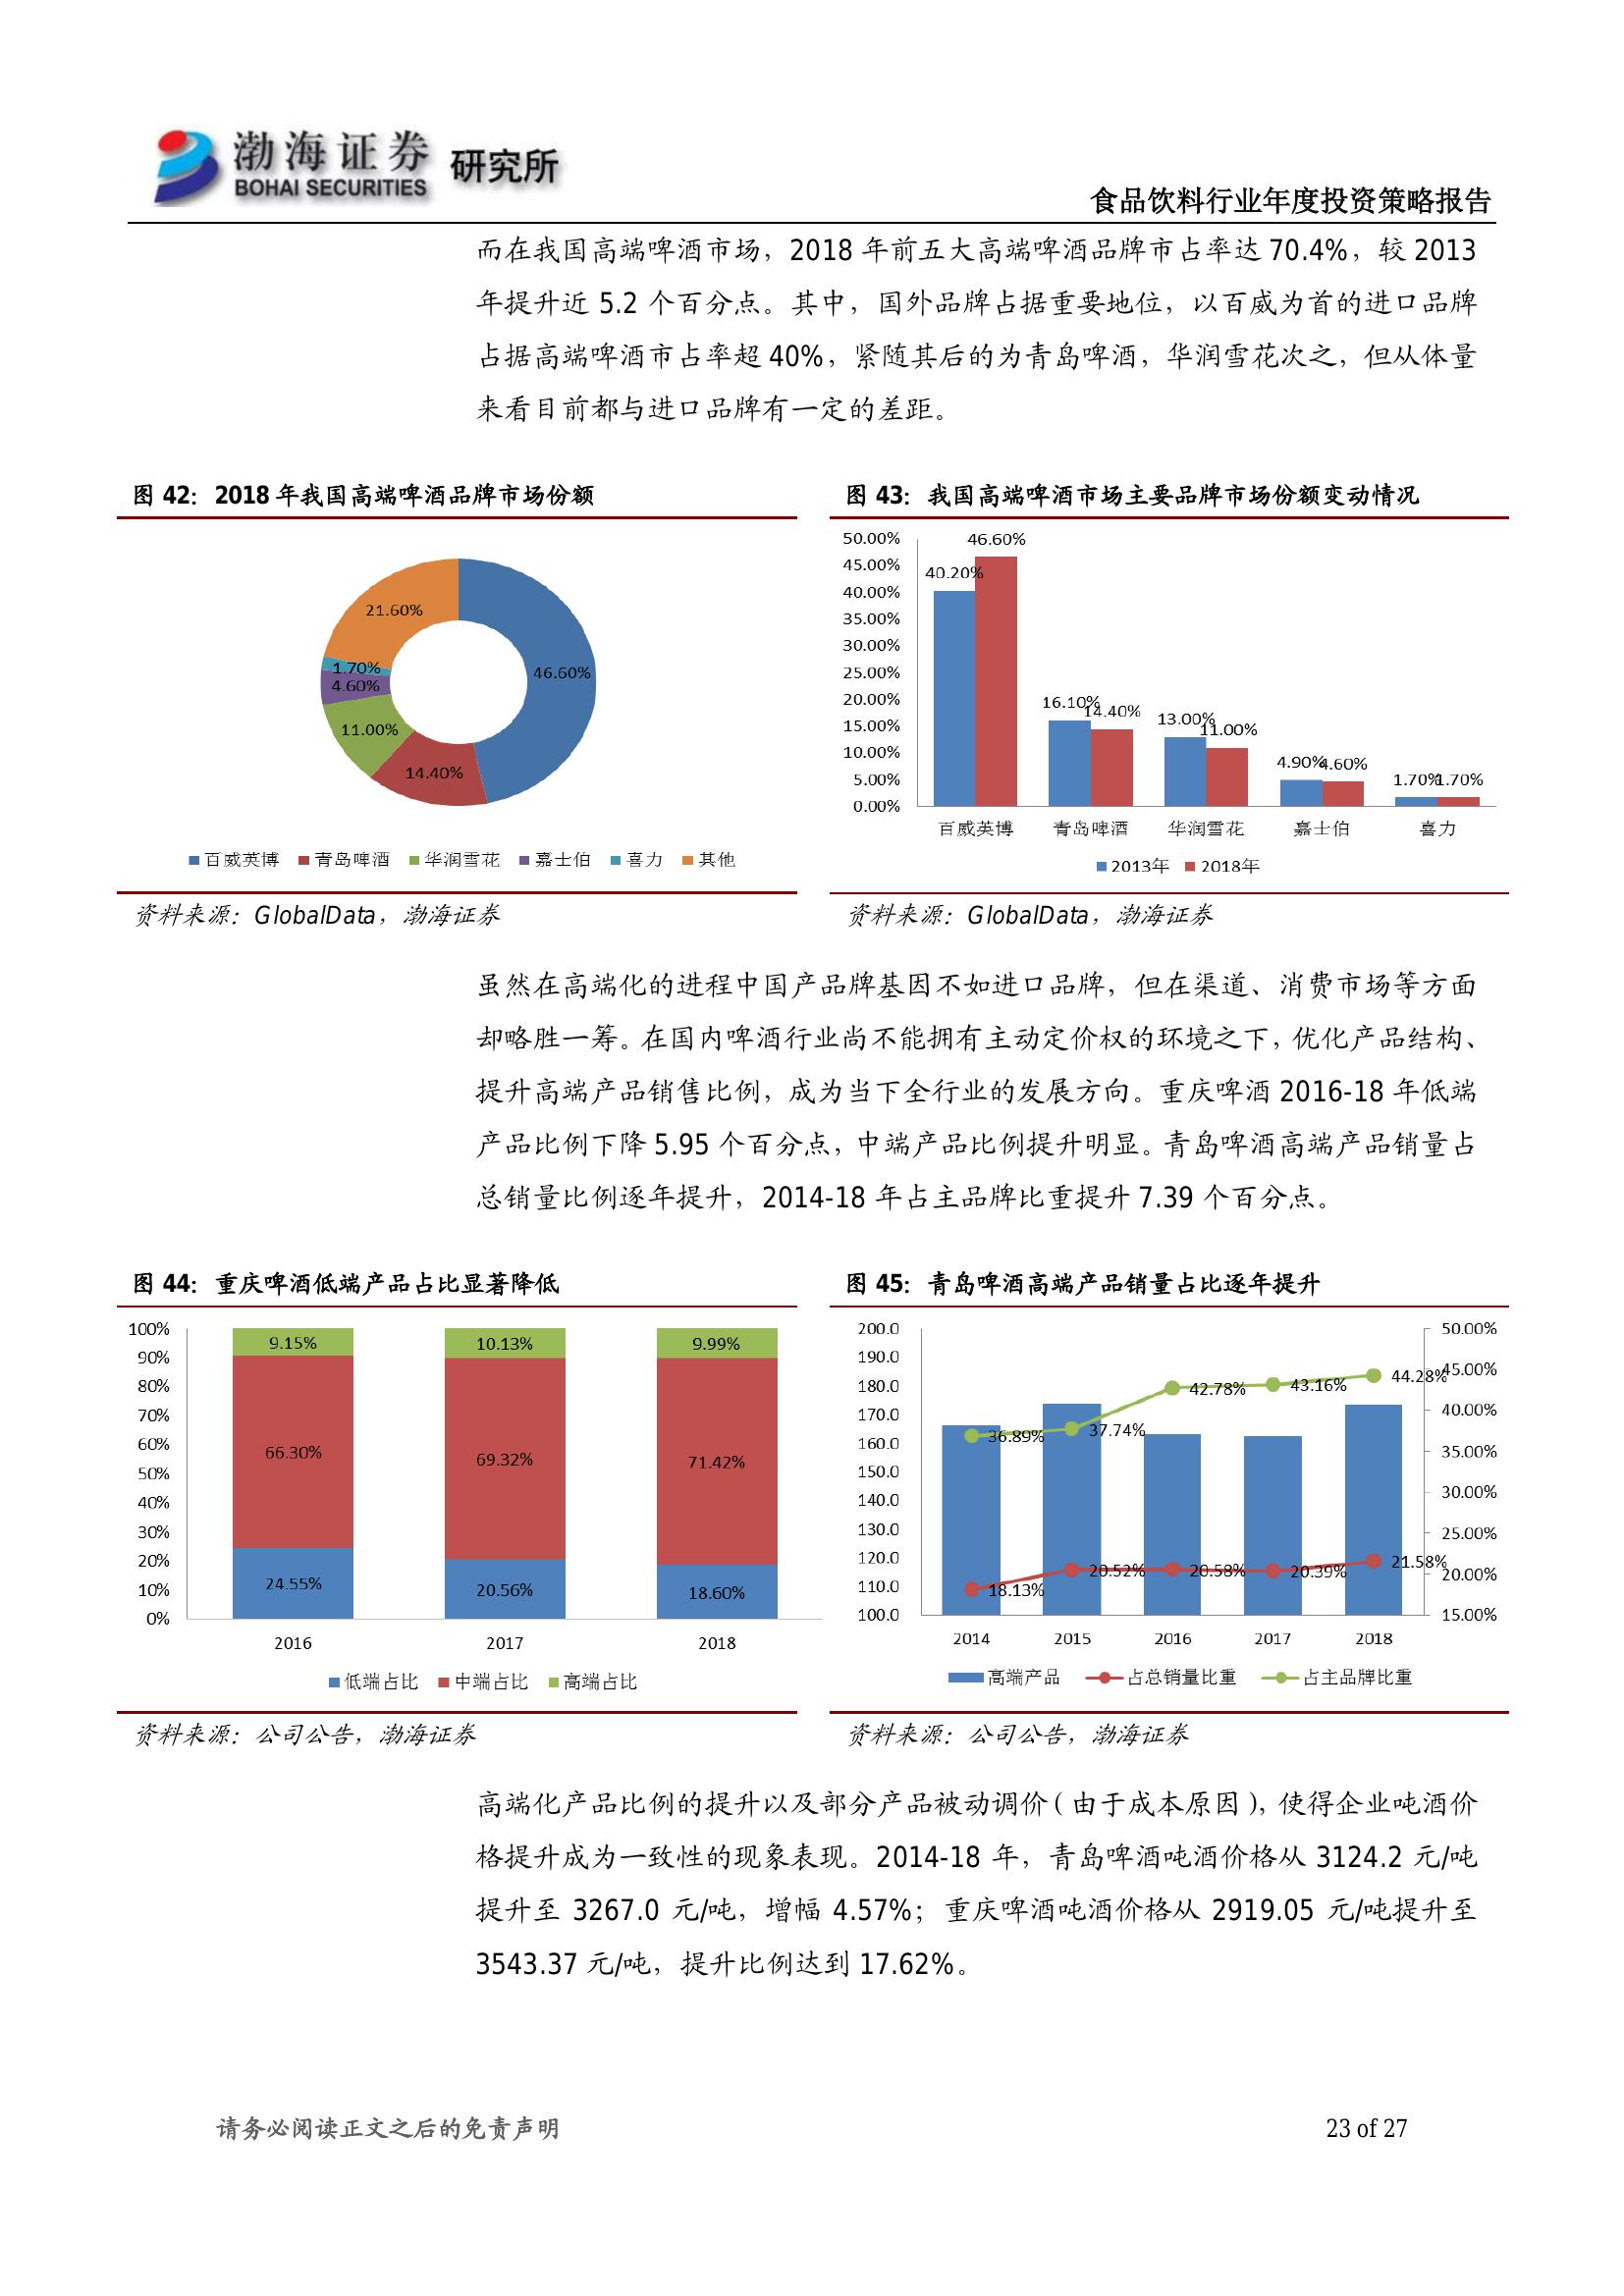 渤海证券 研究所
BOHAI SECURITIES
食品饮料行业年度投资策略报告
而在我国高端啤酒市场，2018 年前五大高端啤酒品牌市占率达 70.4%，较 2013
年提升近 5.2 个百分点。其中，国外品牌占据重要地位，以百威为首的进口品牌
占据高端啤酒市占率超 40%，紧随其后的为青岛啤酒，华润雪花次之，但从体量
来看目前都与进口品牌有一定的差距。
图 42：2018 年我国高端啤酒品牌市场份额
21.60%
1.70%
4.60%
46.60%
11.00%
14.40%
百威英博 青岛啤酒 华润雪花 嘉士伯 喜力 其他
资料来源：GlobalData，渤海证券
图 43：我国高端啤酒市场主要品牌市场份额变动情况
50.00%
45.00%
40.00%
35.00%
30.00%
25.00%
20.00%
15.00%
10.00%
5.00%
0.00%
40.20% 46.60%
16.10% 14.40%
13.00% 11.00%
4.90% 4.60%
1.70% 1.70%
百威英博 青岛啤酒 华润雪花 嘉士伯 喜力
2013年 2018年
资料来源：GlobalData，渤海证券
虽然在高端化的进程中国产品牌基因不如进口品牌，但在渠道、消费市场等方面
却略胜一筹。在国内啤酒行业尚不能拥有主动定价权的环境之下，优化产品结构、
提升高端产品销售比例，成为当下全行业的发展方向。重庆啤酒 2016-18 年低端
产品比例下降 5.95 个百分点，中端产品比例提升明显。青岛啤酒高端产品销量占
总销量比例逐年提升，2014-18 年占主品牌比重提升 7.39 个百分点。
图 44：重庆啤酒低端产品占比显著降低
100%
90%
80%
70%
60%
50%
40%
30%
20%
10%
0%
9.15% 10.13% 9.99%
66.30% 69.32% 71.42%
24.55% 20.56% 18.60%
2016 2017 2018
低端占比 中端占比 高端占比
资料来源：公司公告，渤海证券
图 45：青岛啤酒高端产品销量占比逐年提升
200.0
190.0
180.0
170.0
160.0
150.0
140.0
130.0
120.0
110.0
100.0
36.89% 37.74% 42.78% 43.16% 44.28%
18.13% 20.52% 20.58% 20.39% 21.58%
50.00%
45.00%
40.00%
35.00%
30.00%
25.00%
20.00%
15.00%
2014 2015 2016 2017 2018
高端产品 占总销量比重 占主品牌比重
资料来源：公司公告，渤海证券
高端化产品比例的提升以及部分产品被动调价（由于成本原因），使得企业吨酒价
格提升成为一致性的现象表现。2014-18 年，青岛啤酒吨酒价格从 3124.2 元/吨
提升至 3267.0 元/吨，增幅 4.57%；重庆啤酒吨酒价格从 2919.05 元/吨提升至
3543.37 元/吨，提升比例达到 17.62%。
请务必阅读正文之后的免责声明
23 of 27